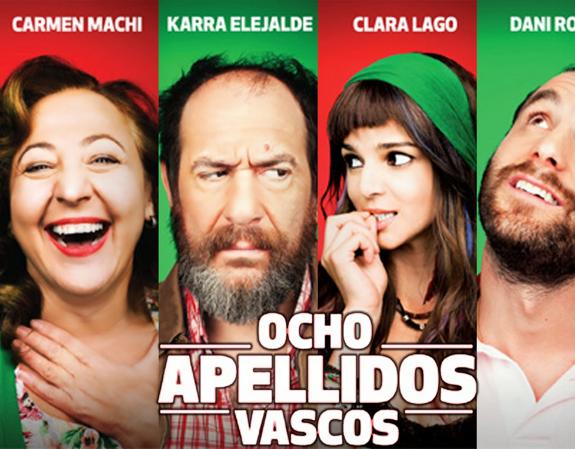 CARMEN MACHI
KARRA ELEJALDE
CLARA LAGO
DANI RO
OCHO
APELLIDOS
VASCOS